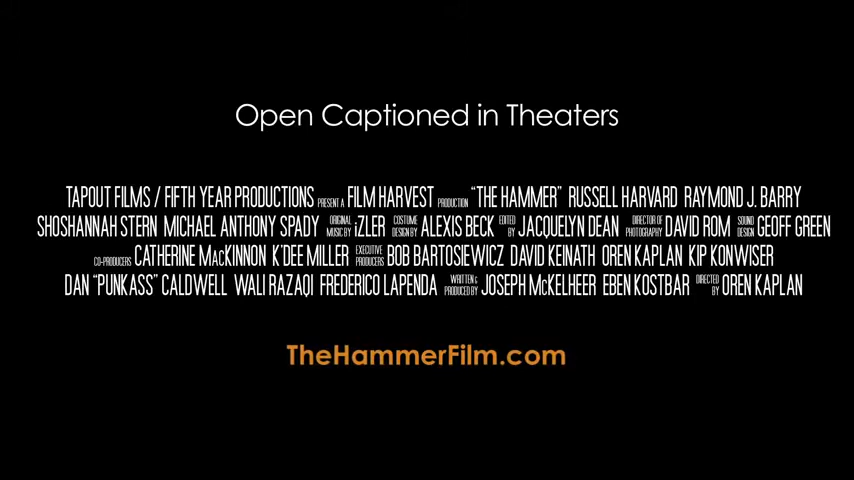 Open Captioned in Theaters
TAPOUT FILMS / FIFTH YEAR PRODUCTIONS PRESENT A FILM HARVEST PRODUCTION “THE HAMMER” RUSSELL HARVARD RAYMOND J. BARRY
SHOSHANNAH STERN MICHAEL ANTHONY SPADY ORIGINAL MUSIC BY iZLER COSTUME DESIGN BY ALEXIS BECK EDITED BY JACQUELYN DEAN DIRECTOR OF PHOTOGRAPHY DAVID ROM SOUND DESIGN GEOFF GREEN
CO-PRODUCERS CATHERINE MACKINNON K'DEE MILLER EXECUTIVE PRODUCERS BOB BARTOSIEWICZ DAVID KEINATH OREN KAPLAN KIP KONWISER
DAN “PUNKASS” CALDWELL WALI RAZAQI FREDERICO LAPENDA WRITTEN & PRODUCED BY JOSEPH McKELHEER EBEN KOSTBAR DIRECTED BY OREN KAPLAN
TheHammerFilm.com